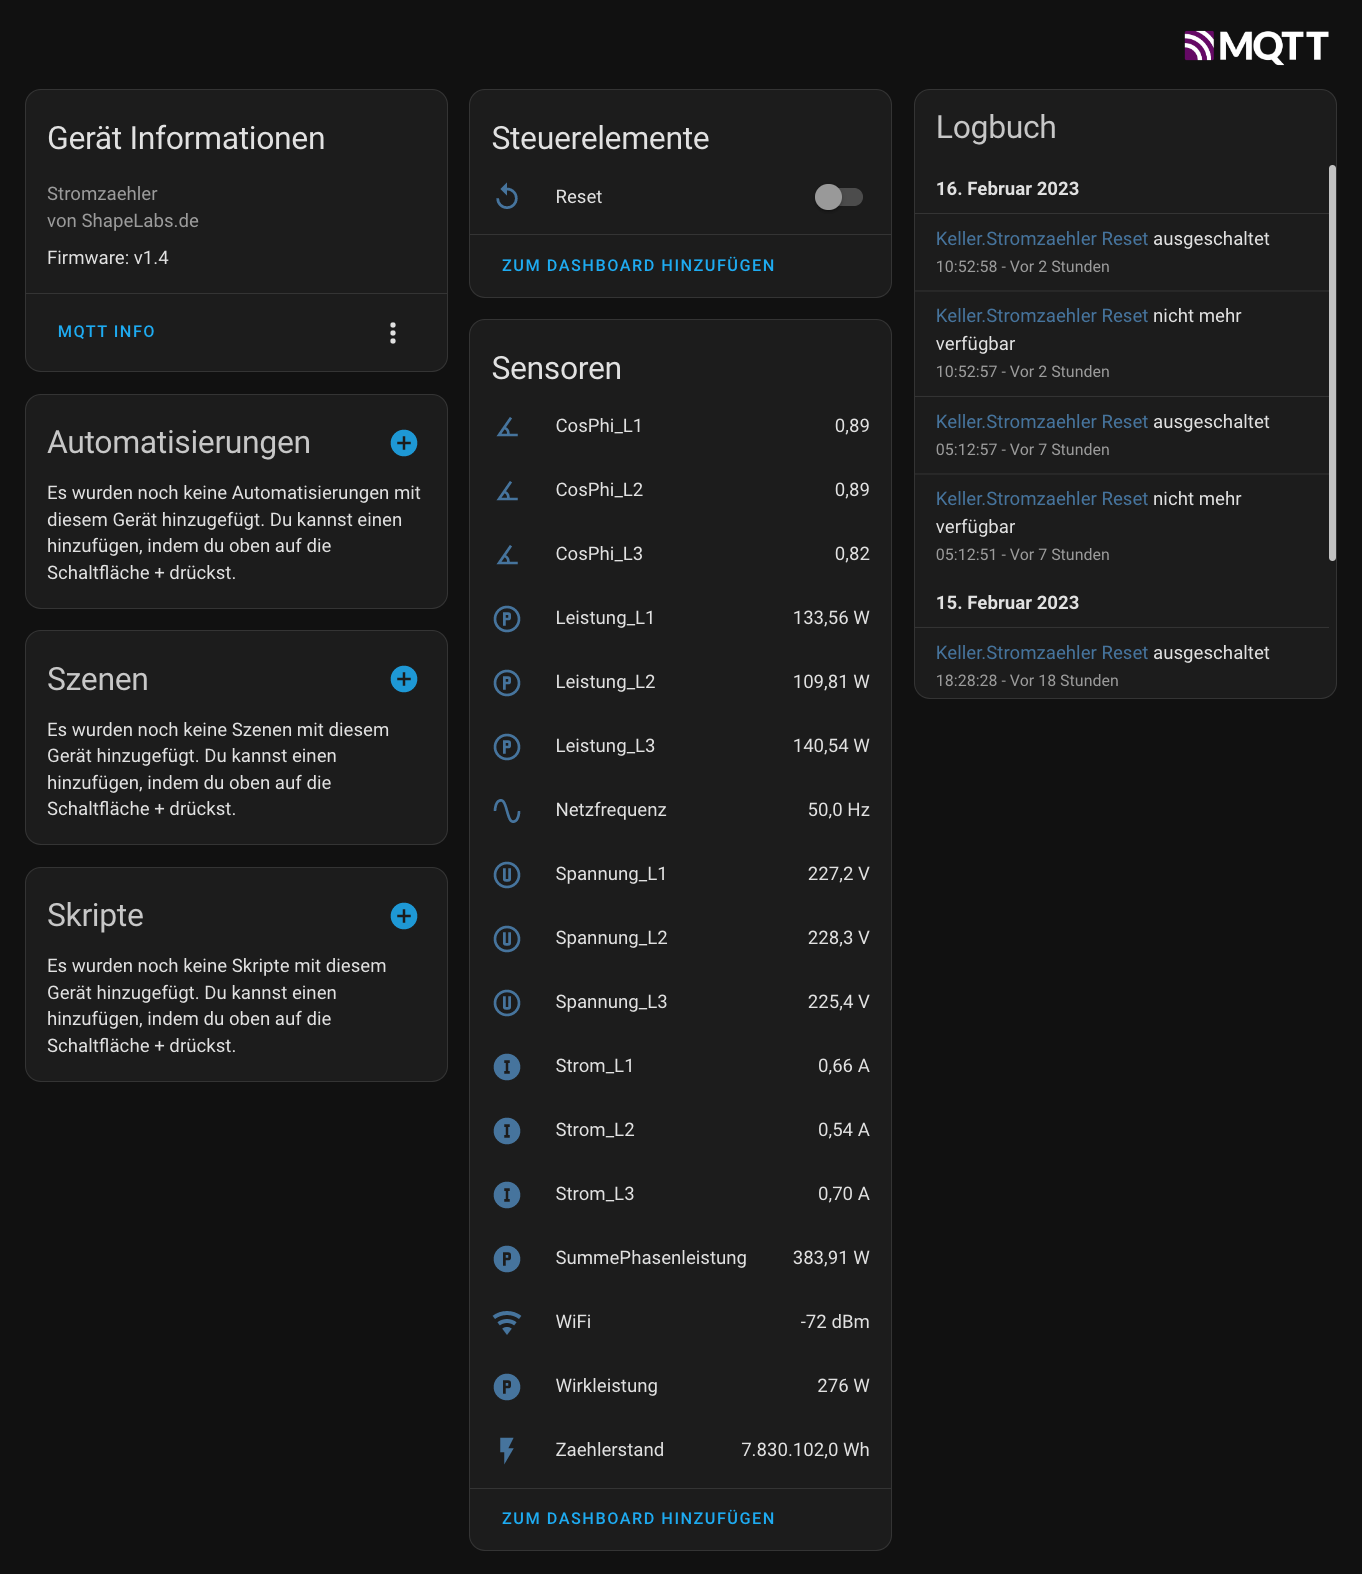 MQTT
Gerät Informationen
Stromzaehler
von ShapeLabs.de
Firmware: v1.4
MQTT INFO
Automatisierungen
Es wurden noch keine Automatisierungen mit
diesem Gerät hinzugefügt. Du kannst einen
hinzufügen, indem du oben auf die
Schaltfläche + drückst.
Szenen
Es wurden noch keine Szenen mit diesem
Gerät hinzugefügt. Du kannst einen
hinzufügen, indem du oben auf die
Schaltfläche + drückst.
Skripte
Es wurden noch keine Skripte mit diesem
Gerät hinzugefügt. Du kannst einen
hinzufügen, indem du oben auf die
Schaltfläche + drückst.
Steuerelemente
Reset
ZUM DASHBOARD HINZUFÜGEN
Sensoren
CosPhi_L1 0,89
CosPhi_L2 0,89
CosPhi_L3 0,82
P Leistung_L1 133,56 W
P Leistung_L2 109,81 W
P Leistung_L3 140,54 W
Netzfrequenz 50,0 Hz
U Spannung_L1 227,2 V
U Spannung_L2 228,3 V
U Spannung_L3 225,4 V
I Strom_L1 0,66 A
I Strom_L2 0,54 A
I Strom_L3 0,70 A
P SummePhasenleistung 383,91 W
WiFi -72 dBm
P Wirkleistung 276 W
Zaehlerstand 7.830.102,0 Wh
ZUM DASHBOARD HINZUFÜGEN
Logbuch
16. Februar 2023
Keller.Stromzaehler Reset ausgeschaltet
10:52:58 - Vor 2 Stunden
Keller.Stromzaehler Reset nicht mehr
verfügbar
10:52:57 - Vor 2 Stunden
Keller.Stromzaehler Reset ausgeschaltet
05:12:57 - Vor 7 Stunden
Keller.Stromzaehler Reset nicht mehr
verfügbar
05:12:51 - Vor 7 Stunden
15. Februar 2023
Keller.Stromzaehler Reset ausgeschaltet
18:28:28 - Vor 18 Stunden